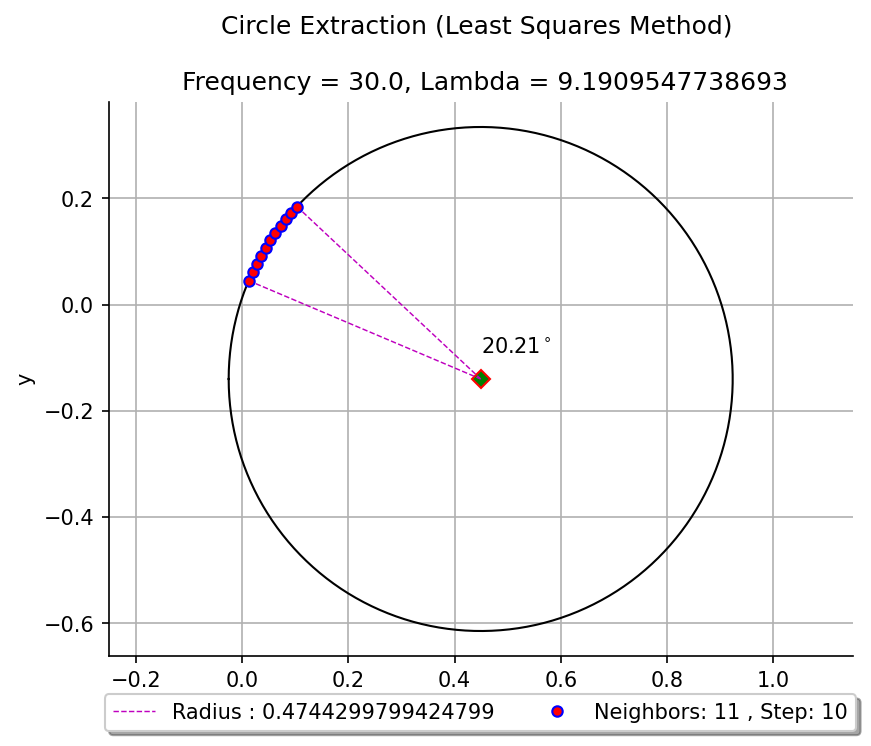 Circle Extraction (Least Squares Method)
Frequency = 30.0, Lambda = 9.1909547738693
0.2
0.0
20.21°
y
−0.2
−0.4
−0.6
−0.2 0.0 0.2 0.4 0.6 0.8 1.0
Radius : 0.4744299799424799 Neighbors: 11 , Step: 10